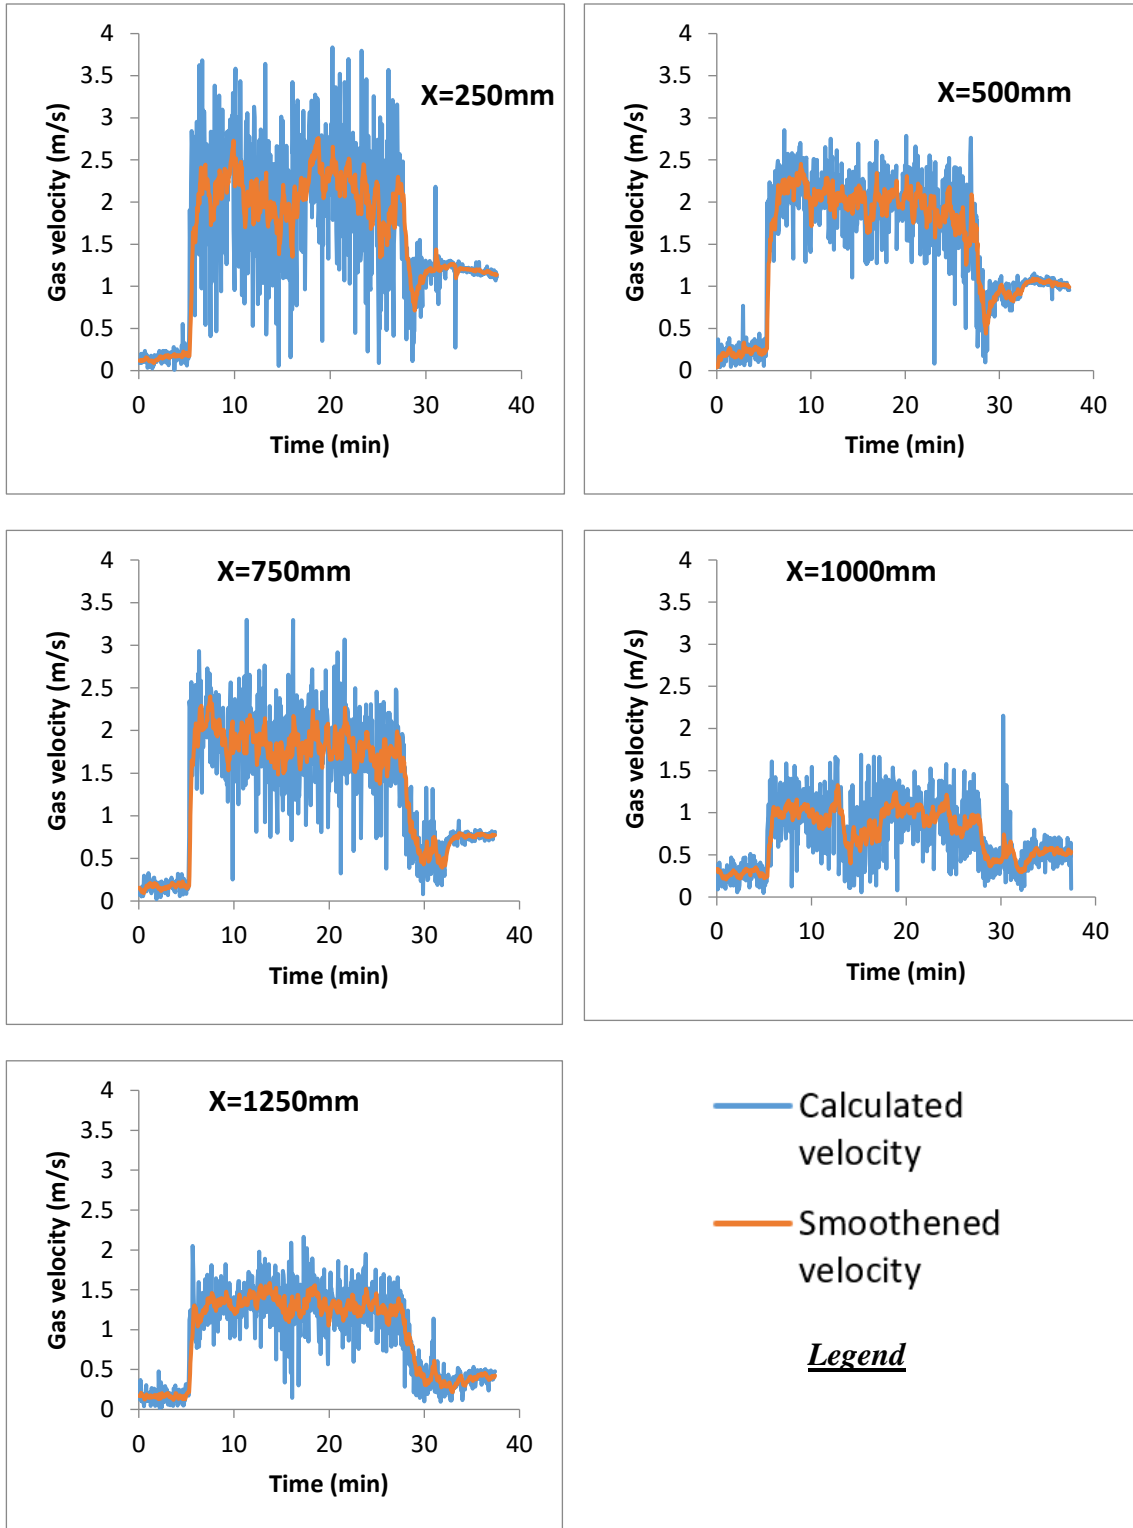 X=250mm
Gas velocity (m/s)
4
3.5
3
2.5
2
1.5
1
0.5
0
0 10 20 30 40
Time (min)
X=500mm
Gas velocity (m/s)
4
3.5
3
2.5
2
1.5
1
0.5
0
0 10 20 30 40
Time (min)
X=750mm
Gas velocity (m/s)
4
3.5
3
2.5
2
1.5
1
0.5
0
0 10 20 30 40
Time (min)
X=1000mm
Gas velocity (m/s)
4
3.5
3
2.5
2
1.5
1
0.5
0
0 10 20 30 40
Time (min)
X=1250mm
Gas velocity (m/s)
4
3.5
3
2.5
2
1.5
1
0.5
0
0 10 20 30 40
Time (min)
Calculated
velocity
Smoothened
velocity
Legend